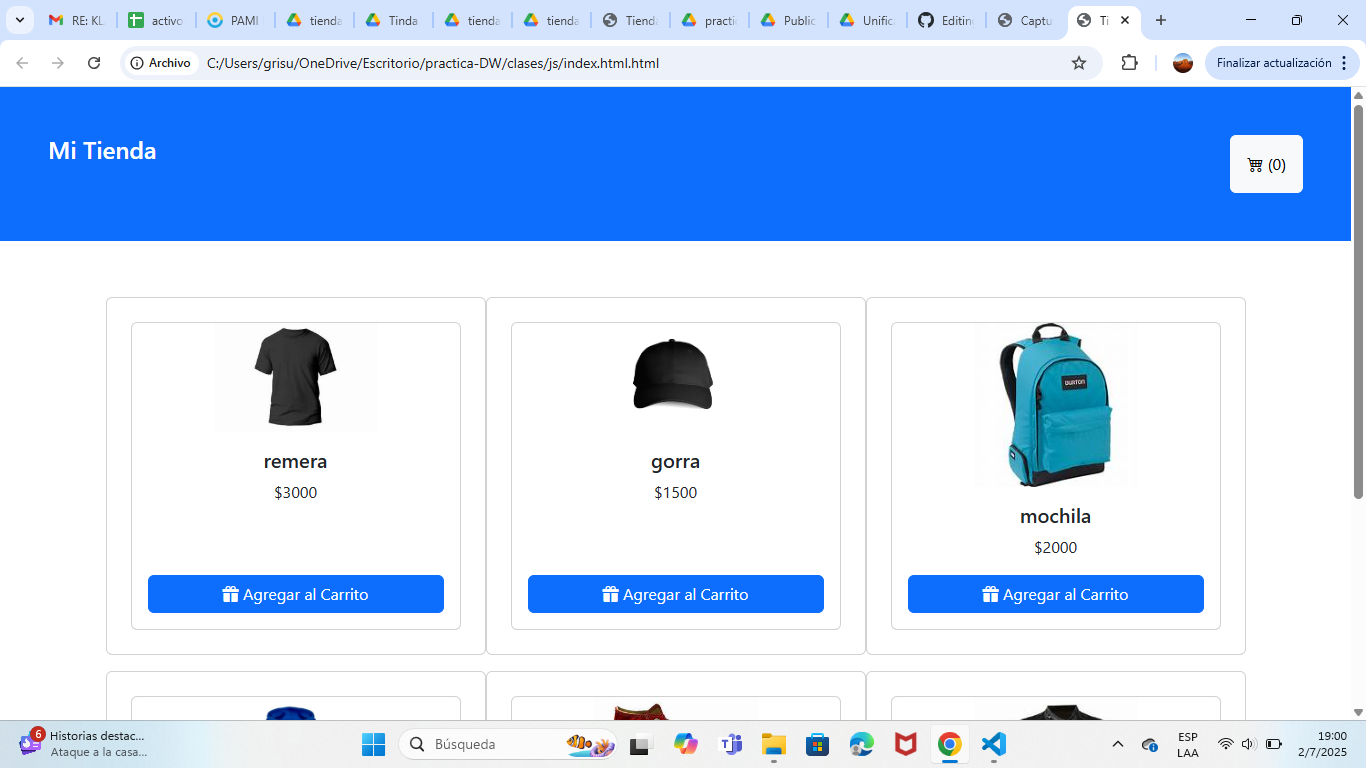 RE: KL
activo
PAMI
tienda
Tinda
tienda
tienda
Tienda
practi
Public
Unific
Editin
Captu
Ti
Archivo
C:/Users/grisu/OneDrive/Escritorio/practica-DW/clases/js/index.html.html
Finalizar actualización
Mi Tienda
(0)
BURTON
remera
gorra
$3000
$1500
mochila
$2000
Agregar al Carrito
Agregar al Carrito
Agregar al Carrito
6
Historias destac...
Ataque a la casa...
Búsqueda
ESP
LAA
19:00
2/7/2025